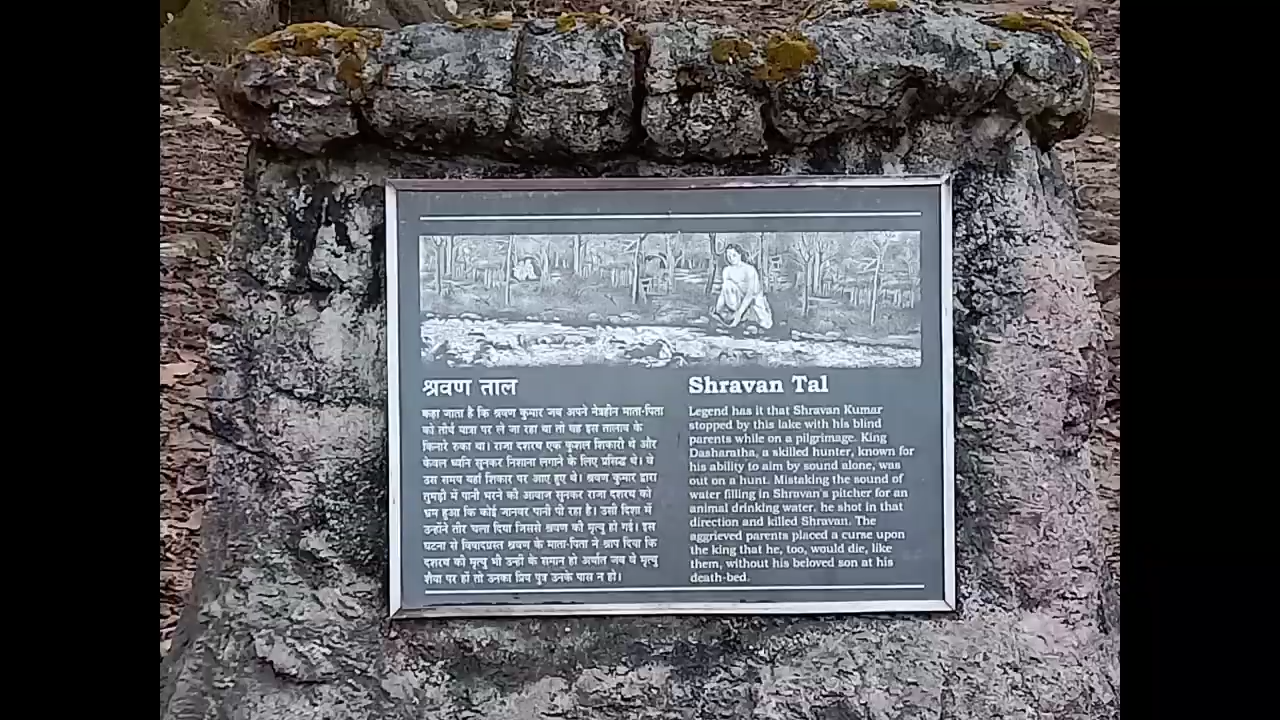 श्रवण ताल
कहा जाता है कि श्रवण कुमार जब अपने नेत्रहीन माता-पिता
को तीर्थ यात्रा पर ले जा रहा था तो वह इस तालाब के
किनारे रुका था। राजा दशरथ एक कुशल शिकारी थे और
केवल ध्वनि सुनकर निशाना लगाने के लिए प्रसिद्ध थे। वे
उस समय यहाँ शिकार पर आए हुए थे। श्रवण कुमार द्वारा
तुमड़ी में पानी भरने की आवाज सुनकर राजा दशरथ को
भ्रम हुआ कि कोई जानवर पानी पी रहा है। उसी दिशा में
उन्होंने तीर चला दिया जिससे श्रवण की मृत्यु हो गई। इस
घटना से विषादग्रस्त श्रवण के माता-पिता ने श्राप दिया कि
दशरथ की मृत्यु भी उन्हीं के समान हो अर्थात जब वे मृत्यु
शैया पर हों तो उनका प्रिय पुत्र उनके पास न हो।
Shravan Tal
Legend has it that Shravan Kumar
stopped by this lake with his blind
parents while on a pilgrimage. King
Dasharatha, a skilled hunter, known for
his ability to aim by sound alone, was
out on a hunt. Mistaking the sound of
water filling in Shravan's pitcher for an
animal drinking water, he shot in that
direction and killed Shravan. The
aggrieved parents placed a curse upon
the king that he, too, would die, like
them, without his beloved son at his
death-bed.